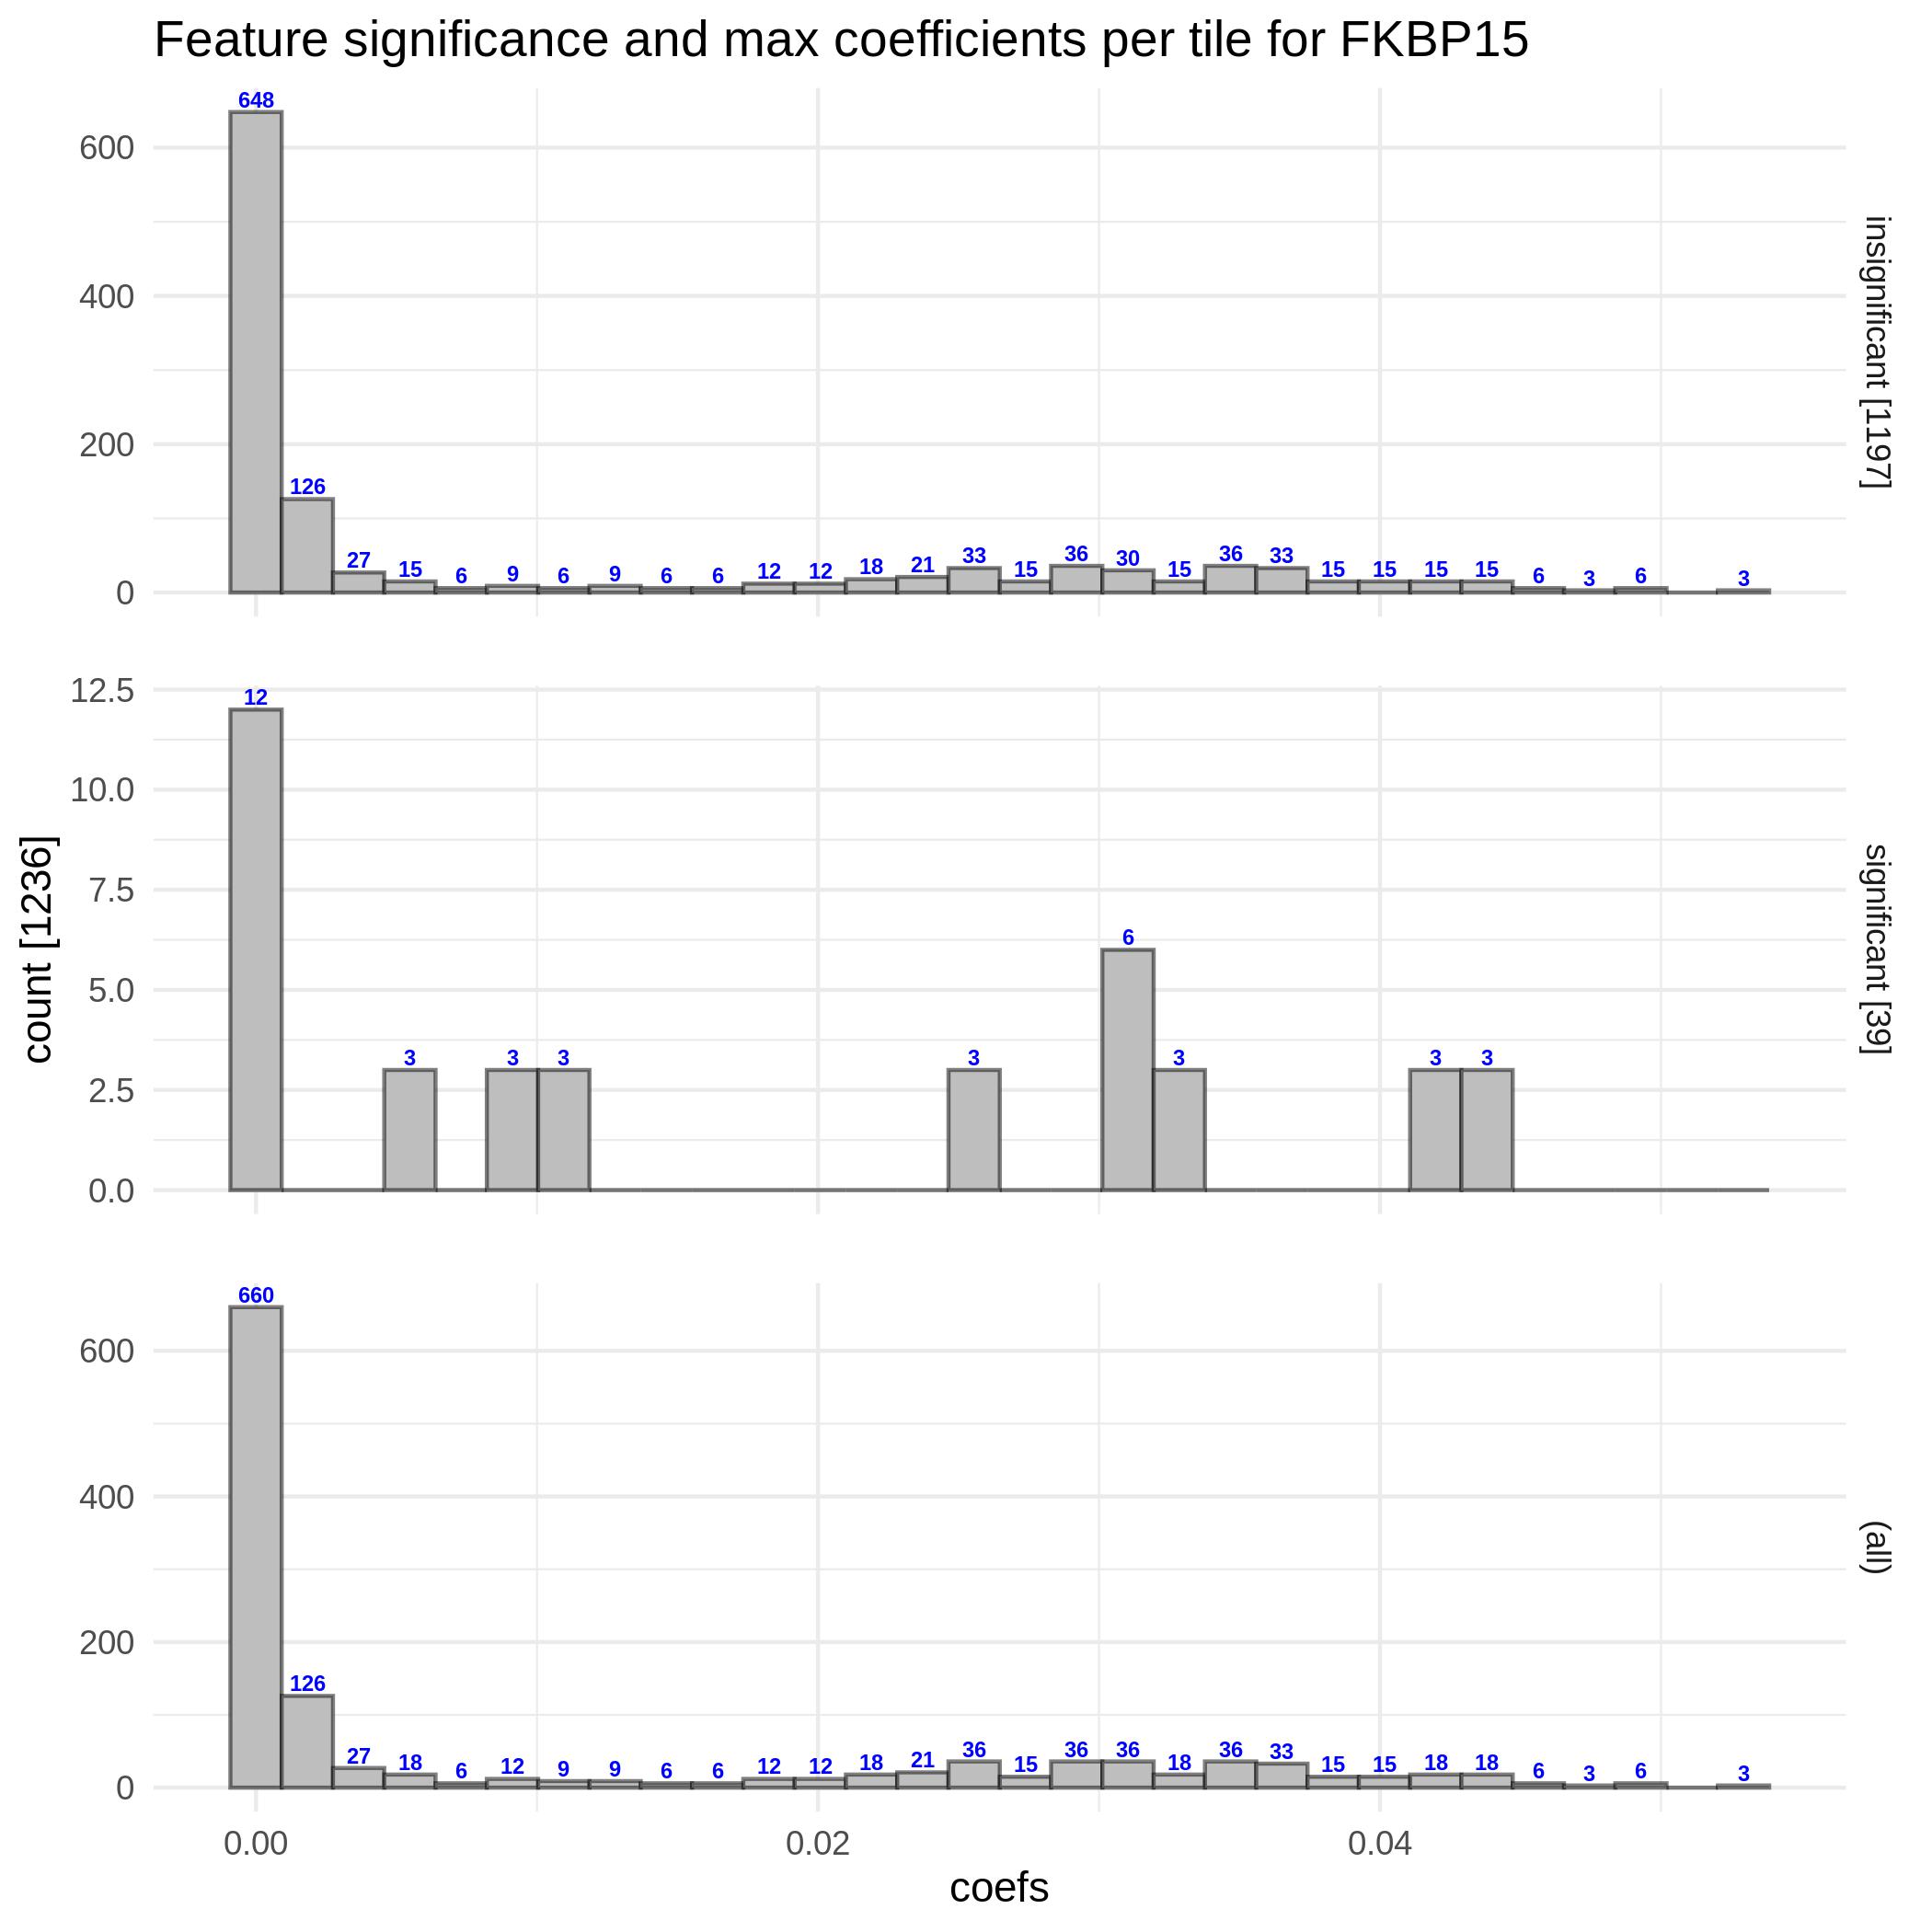 Feature significance and max coefficients per tile for FKBP15
648
600
400
200
0
126 27 15 6 9 6 9 6 6 12 12 18 21 33 15 36 30 15 36 33 15 15 15 15 6 3 6 3
insignificant [1197]
count [1236]
12.5
12
10.0
7.5
5.0
2.5
0.0
3 3 3 3 6 3 3 3
significant [39]
660
600
400
200
0
126 27 18 6 12 9 9 6 6 12 12 18 21 36 15 36 36 18 36 33 15 15 18 18 6 3 6 3
(all)
0.00 0.02 0.04
coefs